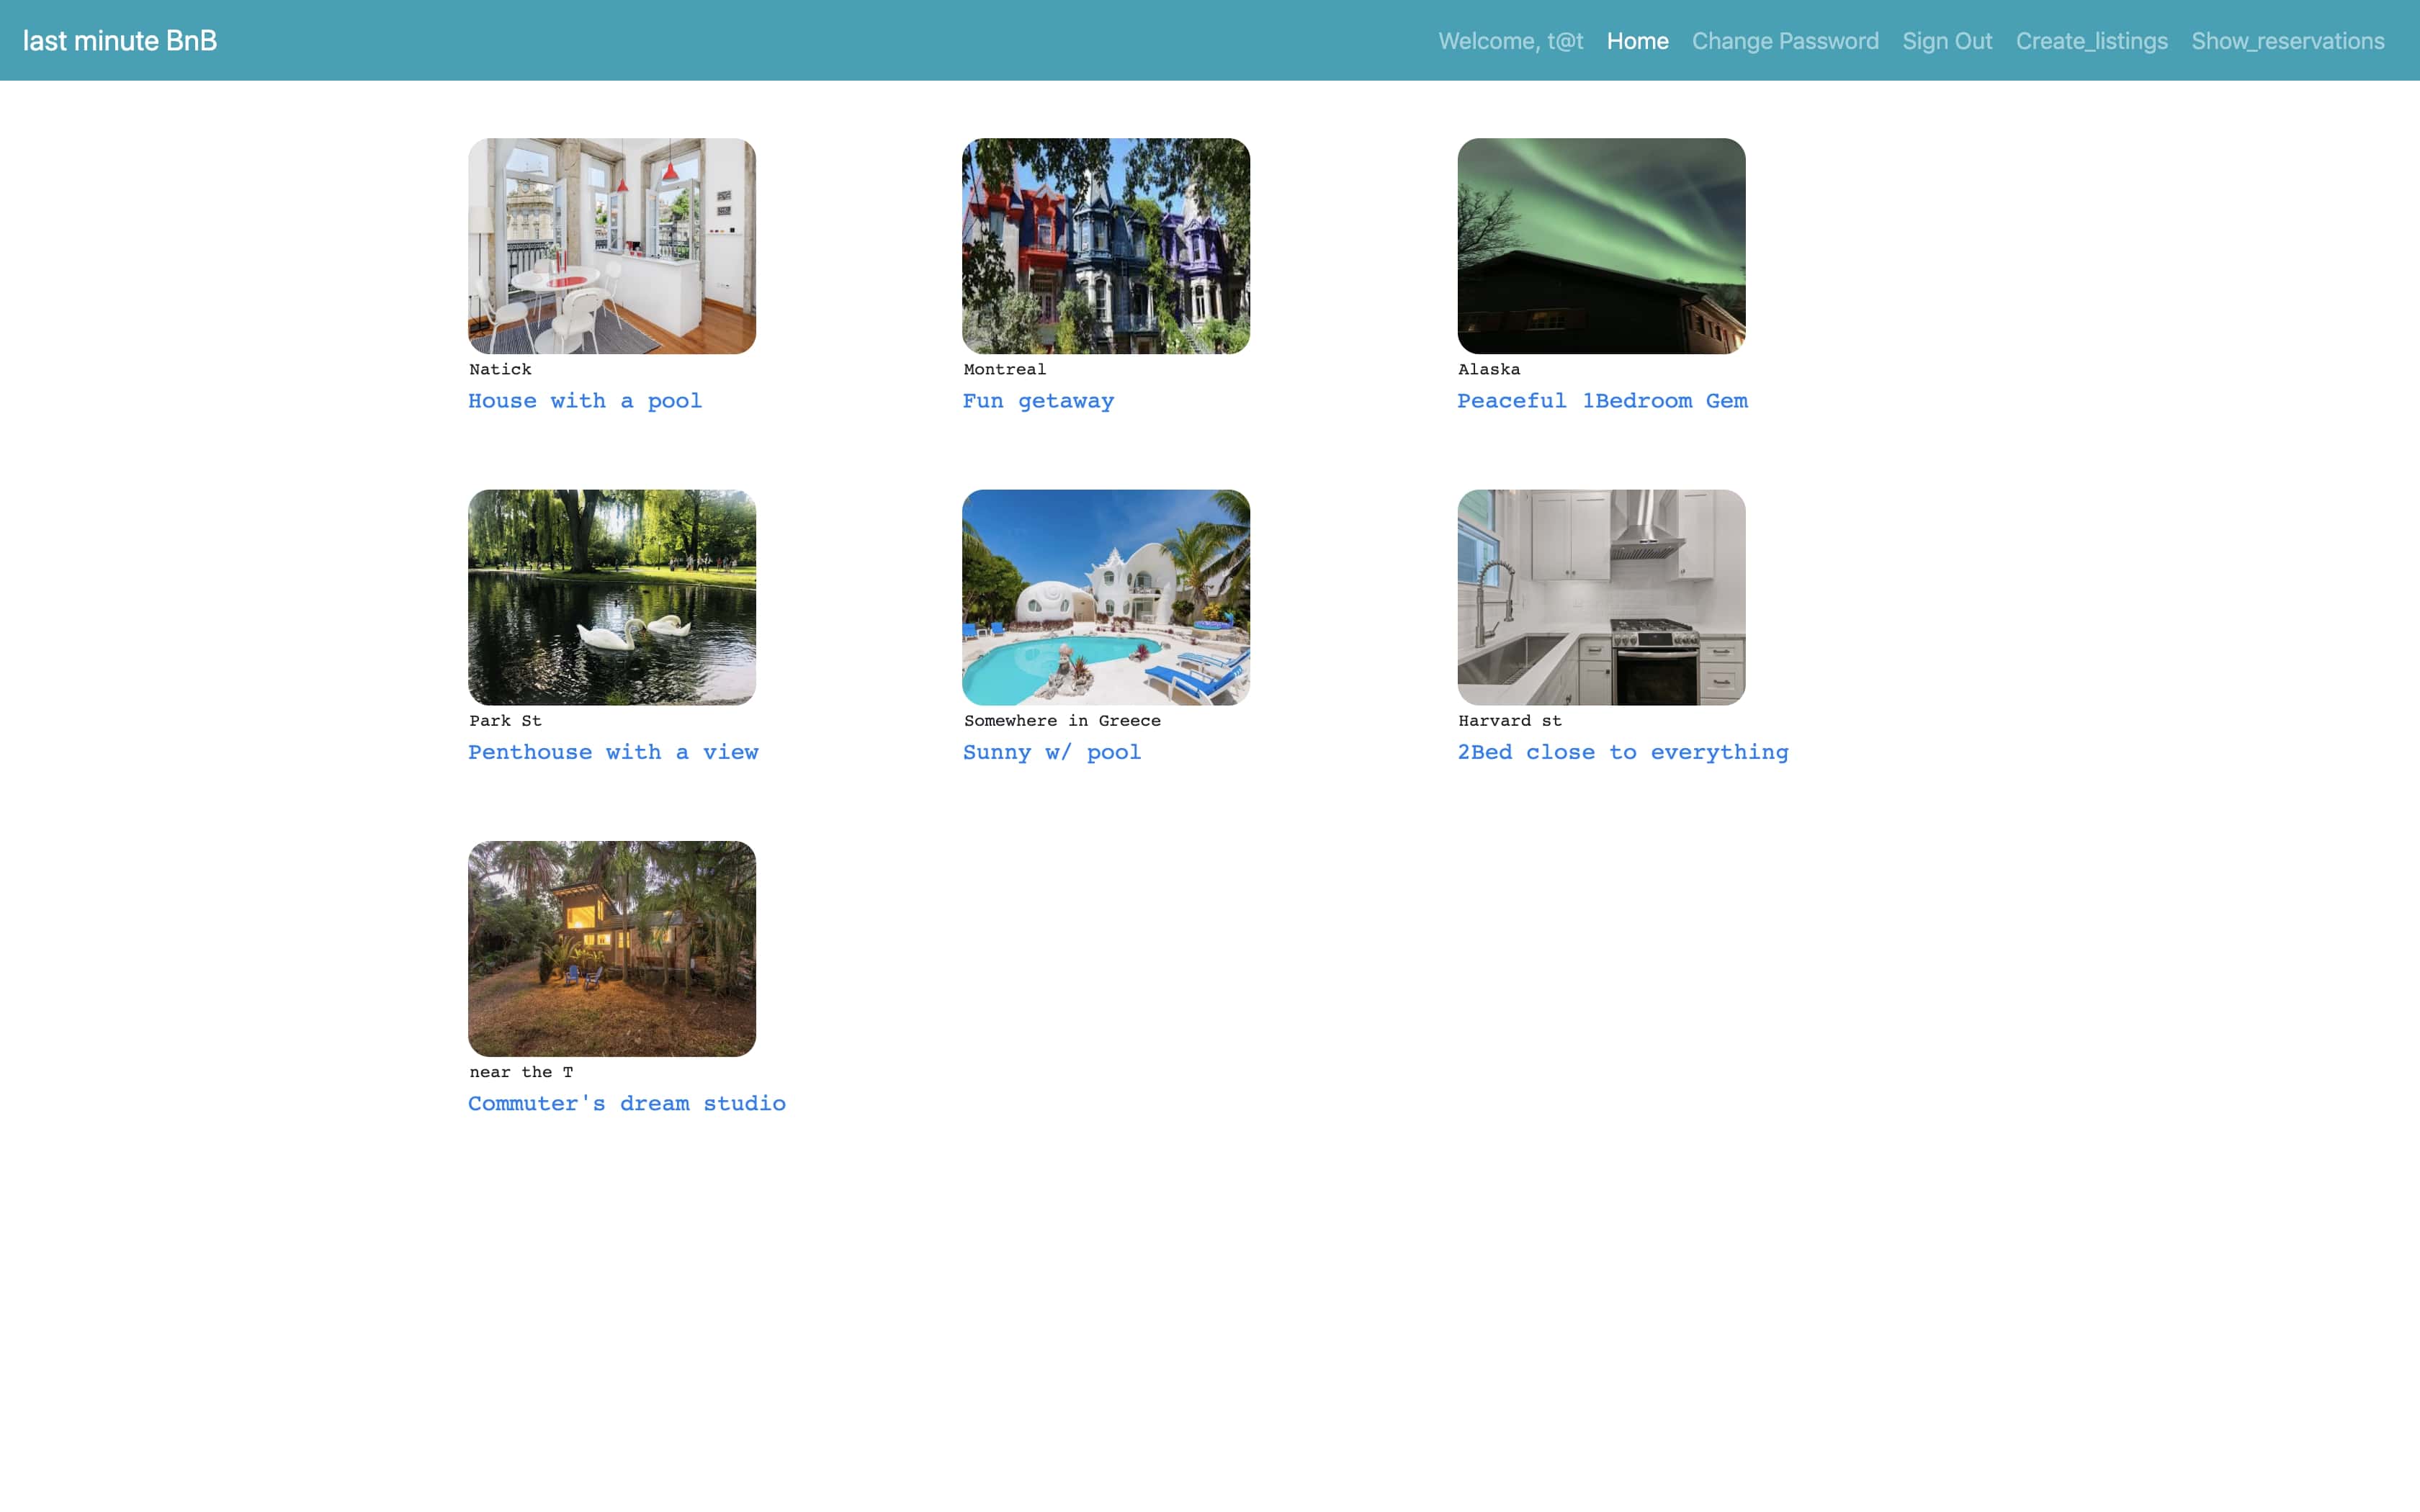 last minute BnB
Welcome, t@t Home Change Password Sign Out Create_listings Show_reservations
Natick
House with a pool
Montreal
Fun getaway
Alaska
Peaceful 1Bedroom Gem
Park St
Penthouse with a view
Somewhere in Greece
Sunny w/ pool
Harvard st
2Bed close to everything
near the T
Commuter's dream studio